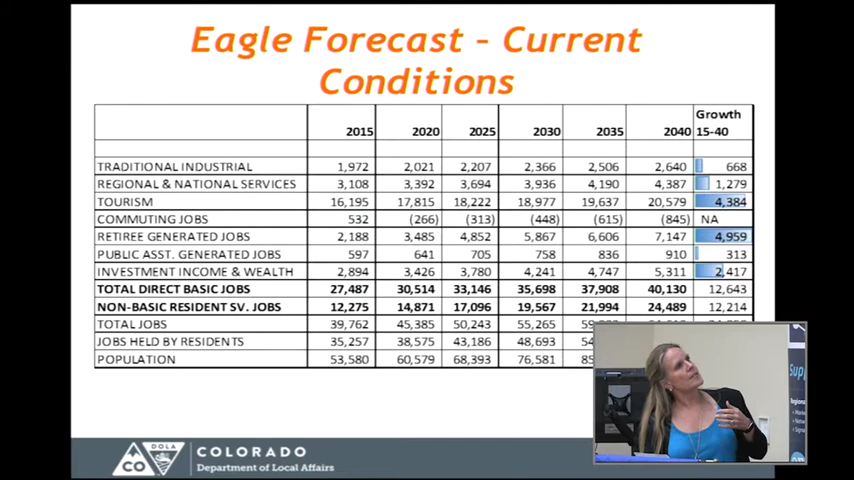 Eagle Forecast – Current
Conditions
Growth
2015 2020 2025 2030 2035 2040 15-40
TRADITIONAL INDUSTRIAL 1,972 2,021 2,207 2,366 2,506 2,640 668
REGIONAL & NATIONAL SERVICES 3,108 3,392 3,694 3,936 4,190 4,387 1,279
TOURISM 16,195 17,815 18,222 18,977 19,637 20,579 4,384
COMMUTING JOBS 532 (266) (313) (448) (615) (845) NA
RETIREE GENERATED JOBS 2,188 3,485 4,852 5,867 6,606 7,147 4,959
PUBLIC ASST. GENERATED JOBS 597 641 705 758 836 910 313
INVESTMENT INCOME & WEALTH 2,894 3,426 3,780 4,241 4,747 5,311 2,417
TOTAL DIRECT BASIC JOBS 27,487 30,514 33,146 35,698 37,908 40,130 12,643
NON-BASIC RESIDENT SV. JOBS 12,275 14,871 17,096 19,567 21,994 24,489 12,214
TOTAL JOBS 39,762 45,385 50,243 55,265
JOBS HELD BY RESIDENTS 35,257 38,575 43,186 48,693
POPULATION 53,580 60,579 68,393 76,581
CO DOLA
COLORADO
Department of Local Affairs